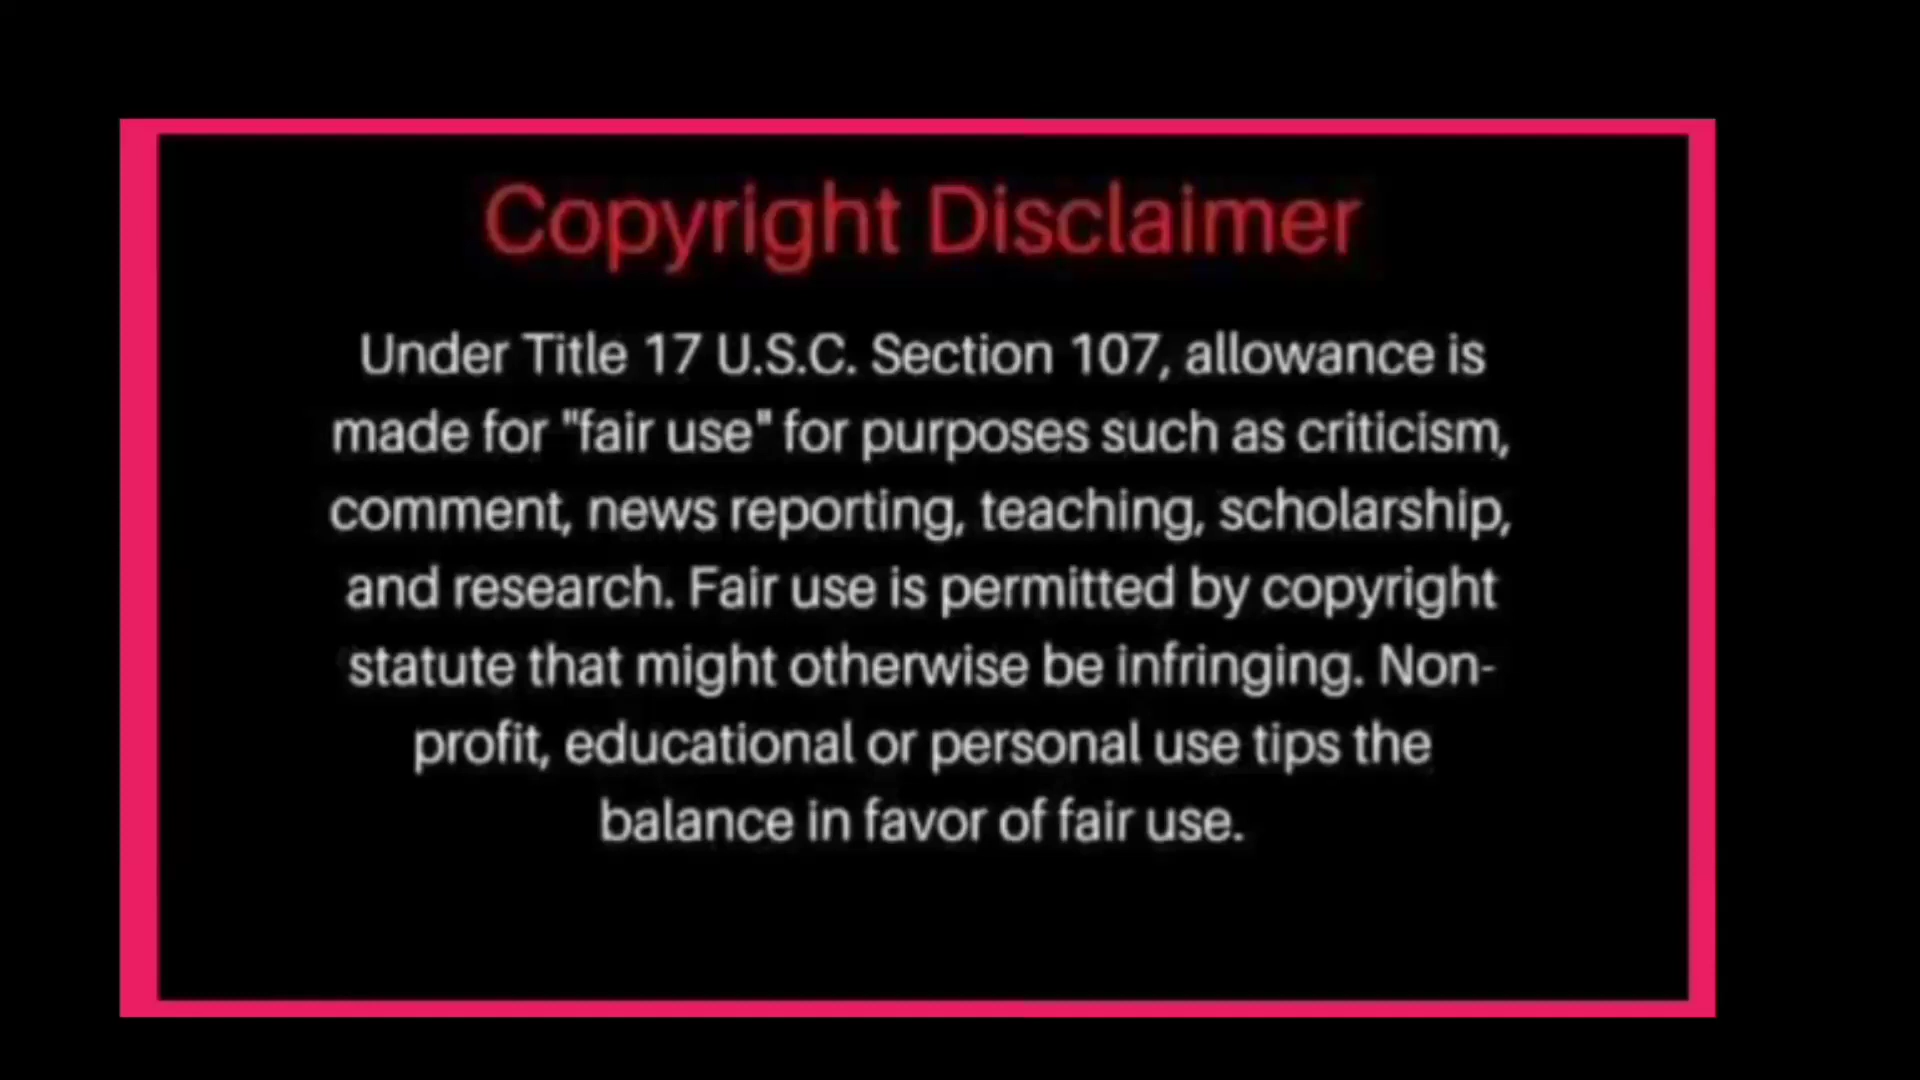 Copyright Disclaimer
Under Title 17 U.S.C. Section 107, allowance is
made for "fair use" for purposes such as criticism,
comment, news reporting, teaching, scholarship,
and research. Fair use is permitted by copyright
statute that might otherwise be infringing. Non-
profit, educational or personal use tips the
balance in favor of fair use.